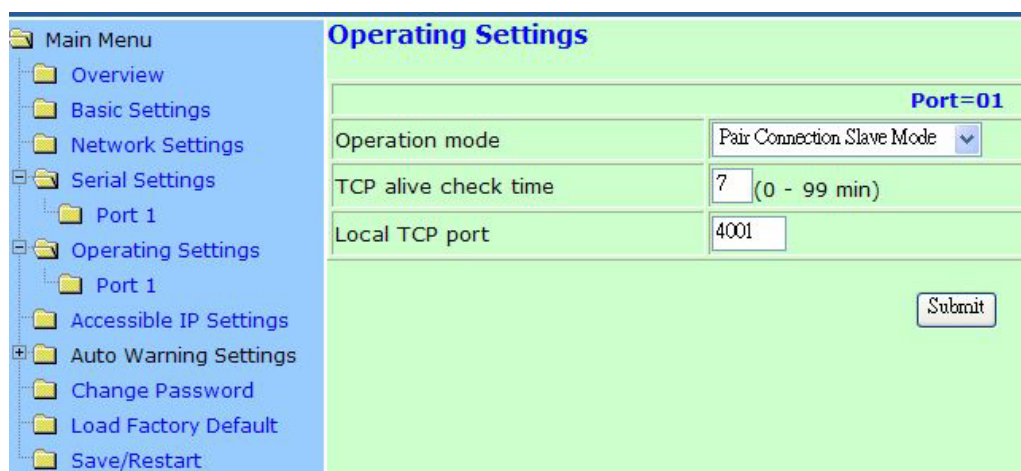 Main Menu
Overview
Basic Settings
Network Settings
Serial Settings
Port 1
Operating Settings
Port 1
Accessible IP Settings
Auto Warning Settings
Change Password
Load Factory Default
Save/Restart
Operating Settings
Port=01
Operation mode Pair Connection Slave Mode
TCP alive check time 7 (0 - 99 min)
Local TCP port 4001
Submit